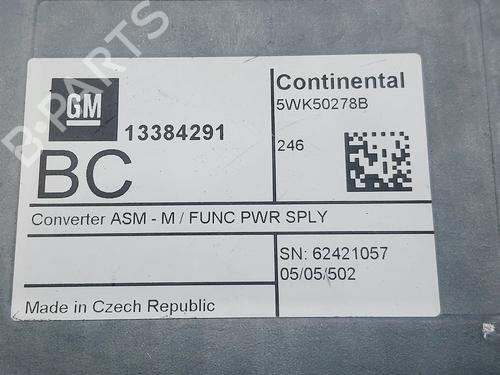 B-PARTS
GM
13384291
BC
Continental
5WK50278B
246
Converter ASM - M / FUNC PWR SPLY
SN: 62421057
05/05/502
Made in Czech Republic